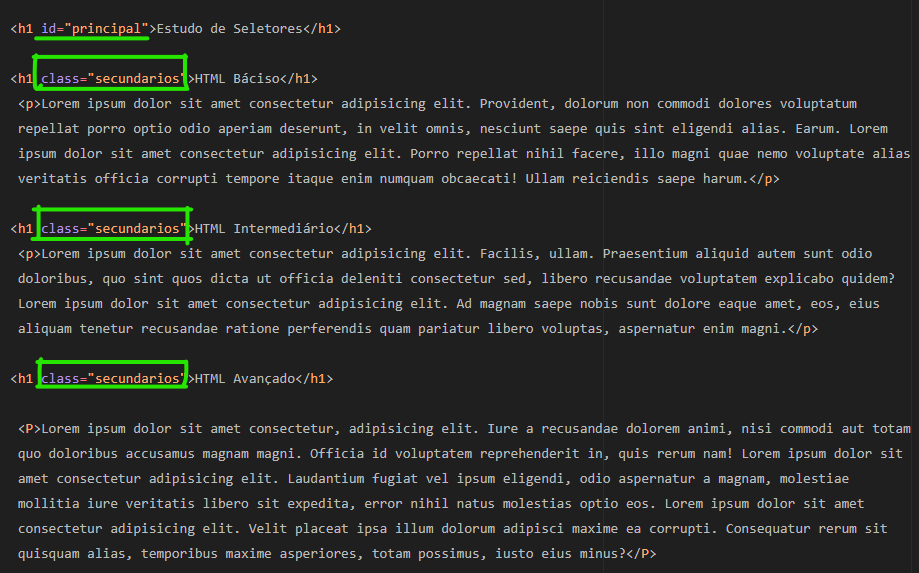 <h1 id="principal">Estudo de Seletores</h1>
<h1 class="secundarios">HTML Báciso</h1>
<p>Lorem ipsum dolor sit amet consectetur adipisicing elit. Provident, dolorum non commodi dolores voluptatum
repellat porro optio odio aperiam deserunt, in velit omnis, nesciunt saepe quis sint eligendi alias. Earum. Lorem
ipsum dolor sit amet consectetur adipisicing elit. Porro repellat nihil facere, illo magni quae nemo voluptate alias
veritatis officia corrupti tempore itaque enim numquam obcaecati! Ullam reiciendis saepe harum.</p>
<h1 class="secundarios">HTML Intermediário</h1>
<p>Lorem ipsum dolor sit amet consectetur adipisicing elit. Facilis, ullam. Praesentium aliquid autem sunt odio
doloribus, quo sint quos dicta ut officia deleniti consectetur sed, libero recusandae voluptatem explicabo quidem?
Lorem ipsum dolor sit amet consectetur adipisicing elit. Ad magnam saepe nobis sunt dolore eaque amet, eos, eius
aliquam tenetur recusandae ratione perferendis quam pariatur libero voluptas, aspernatur enim magni.</p>
<h1 class="secundarios">HTML Avançado</h1>
<P>Lorem ipsum dolor sit amet consectetur, adipisicing elit. Iure a recusandae dolorem animi, nisi commodi aut totam
quo doloribus accusamus magnam magni. Officia id voluptatem reprehenderit in, quis rerum nam! Lorem ipsum dolor sit
amet consectetur adipisicing elit. Laudantium fugiat vel ipsum eligendi, odio aspernatur a magnam, molestiae
mollitia iure veritatis libero sit expedita, error nihil natus molestias optio eos. Lorem ipsum dolor sit amet
consectetur adipisicing elit. Velit placeat ipsa illum dolorum adipisci maxime ea corrupti. Consequatur rerum sit
quisquam alias, temporibus maxime asperiores, totam possimus, iusto eius minus?</P>